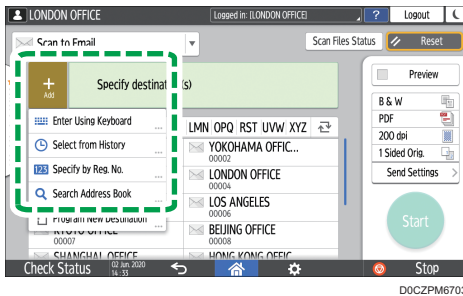 LONDON OFFICE
Logged in: [LONDON OFFICE]
?
Logout
Scan to Email
Scan Files Status
Reset
+
Add
Specify destinat (s)
Preview
Enter Using Keyboard
...
Select from History
...
123 Specify by Reg. No.
...
Search Address Book
...
Program New Destination
...
LMN OPQ RST UVW XYZ
YOKOHAMA OFFIC...
00002
LONDON OFFICE
00004
LOS ANGELES
00006
KYOTO OFFICE
00007
BEIJING OFFICE
00008
SHANGHAI OFFICE
HONG KONG OFFIC
B & W
PDF
200 dpi
1 Sided Orig.
Send Settings
Start
Check Status
02 Jun. 2020
14 : 33
Stop
D0CZPM6703